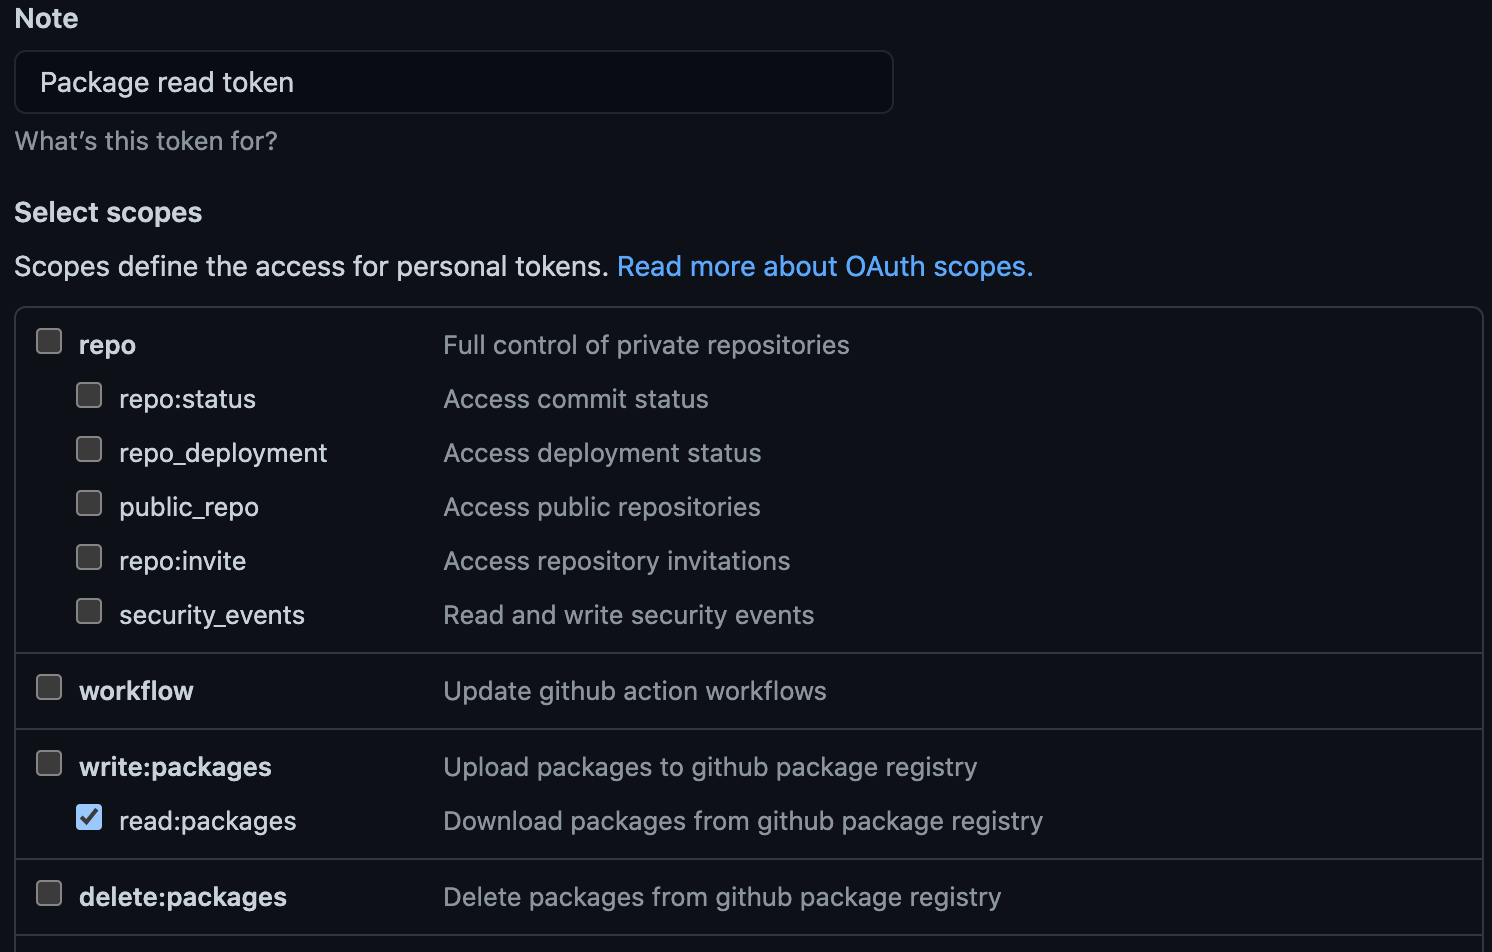 Note
Package read token
What's this token for?
Select scopes
Scopes define the access for personal tokens. Read more about OAuth scopes.
repo Full control of private repositories
repo:status Access commit status
repo_deployment Access deployment status
public_repo Access public repositories
repo:invite Access repository invitations
security_events Read and write security events
workflow Update github action workflows
write:packages Upload packages to github package registry
read:packages Download packages from github package registry
delete:packages Delete packages from github package registry